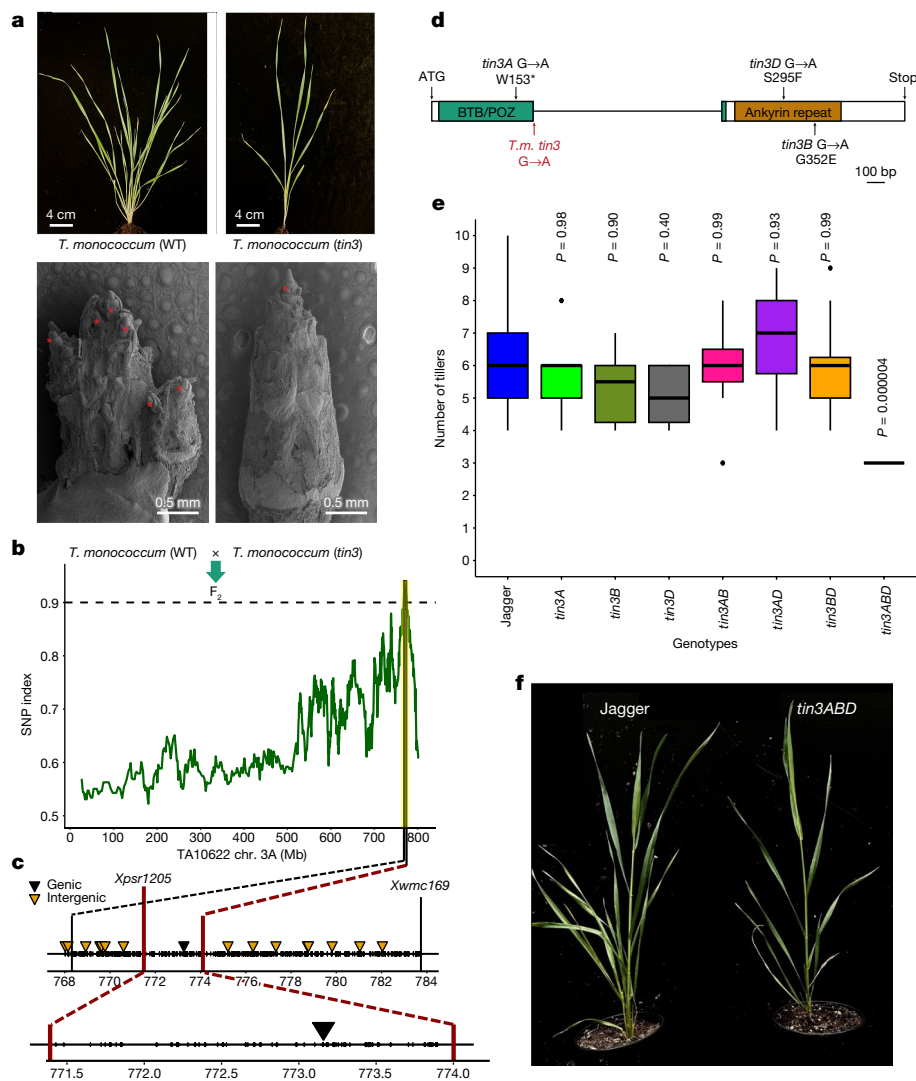 a
4 cm
4 cm
T. monococcum (WT)
T. monococcum (tin3)
0.5 mm
0.5 mm
b
T. monococcum (WT) × T. monococcum (tin3)
F2
SNP index
0.9
0.8
0.7
0.6
0.5
0 100 200 300 400 500 600 700 800
TA10622 chr. 3A (Mb)
c
Genic
Intergenic
Xpsr1205
Xwmc169
768 770 772 774 776 778 780 782 784
771.5 772.0 772.5 773.0 773.5 774.0
d
ATG
tin3A G→A
W153*
tin3D G→A
S295F
Stop
BTB/POZ
Ankyrin repeat
T.m. tin3
G→A
tin3B G→A
G352E
100 bp
e
Number of tillers
10
9
8
7
6
5
4
3
2
1
0
P = 0.98
P = 0.90
P = 0.40
P = 0.99
P = 0.93
P = 0.99
P = 0.000004
Jagger
tin3A
tin3B
tin3D
tin3AB
tin3AD
tin3BD
tin3ABD
Genotypes
f
Jagger
tin3ABD